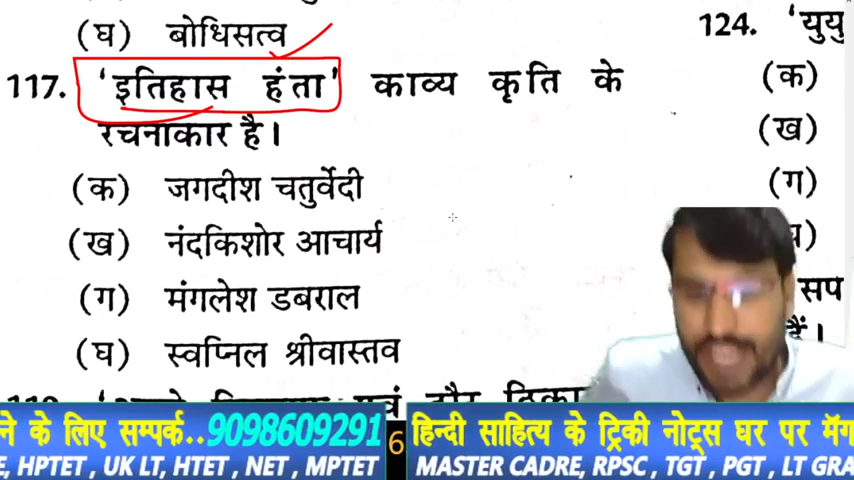 (घ) बोधिसत्व
117. 'इतिहास हंता' काव्य कृति के
रचनाकार है।
(क) जगदीश चतुर्वेदी
(ख) नंदकिशोर आचार्य
(ग) मंगलेश डबराल
(घ) स्वप्निल श्रीवास्तव
124. 'युयु
(क)
(ख)
(ग)
सप
हैं।
ने के लिए सम्पर्क..9098609291
6
हिन्दी साहित्य के ट्रिकी नोट्स घर पर मॅग
E, HPTET , UK LT, HTET , NET , MPTET
MASTER CADRE, RPSC , TGT , PGT , LT GRA